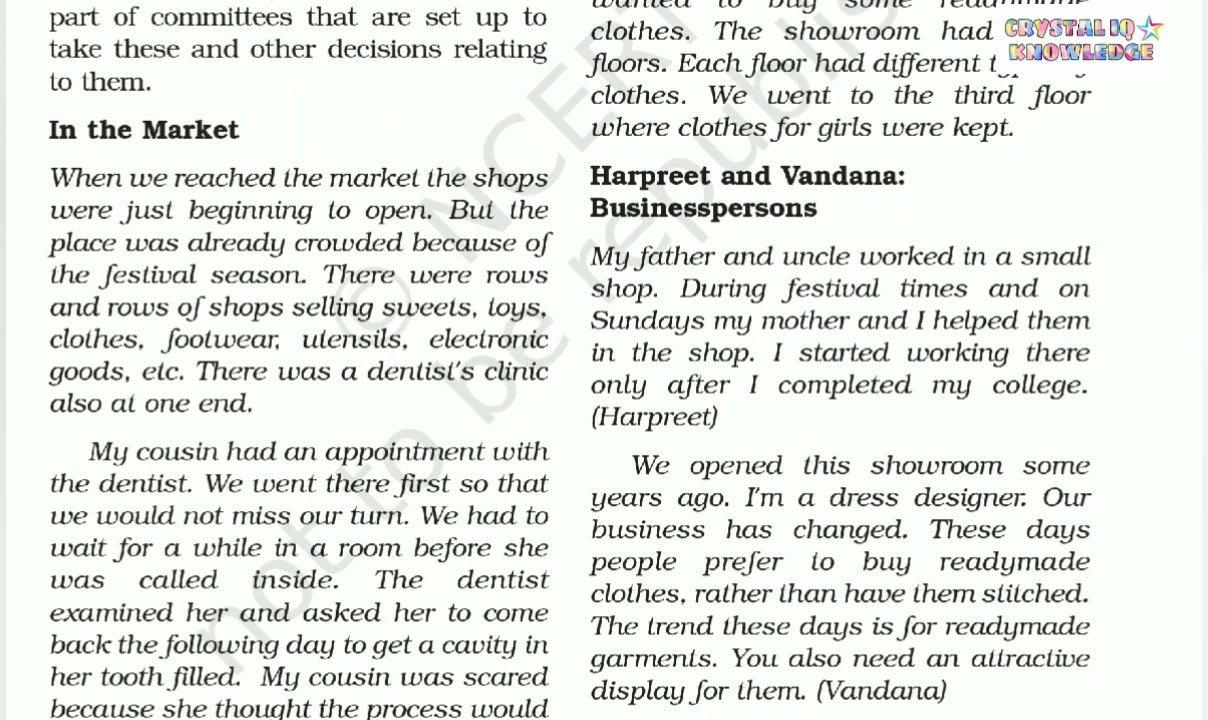 part of committees that are set up to
take these and other decisions relating
to them.
In the Market
When we reached the market the shops
were just beginning to open. But the
place was already crowded because of
the festival season. There were rows
and rows of shops selling sweets, toys,
clothes, footwear, utensils, electronic
goods, etc. There was a dentist's clinic
also at one end.
My cousin had an appointment with
the dentist. We went there first so that
we would not miss our turn. We had to
wait for a while in a room before she
was called inside. The dentist
examined her and asked her to come
back the following day to get a cavity in
her tooth filled. My cousin was scared
because she thought the process would
wanted to buy some
clothes. The showroom had
floors. Each floor had different
clothes. We went to the third floor
where clothes for girls were kept.
Harpreet and Vandana:
Businesspersons
My father and uncle worked in a small
shop. During festival times and on
Sundays my mother and I helped them
in the shop. I started working there
only after I completed my college.
(Harpreet)
We opened this showroom some
years ago. I'm a dress designer. Our
business has changed. These days
people prefer to buy readymade
clothes, rather than have them stitched.
The trend these days is for readymade
garments. You also need an attractive
display for them. (Vandana)
CRYSTAL IQ
KNOWLEDGE
© NCERT
not to be republis